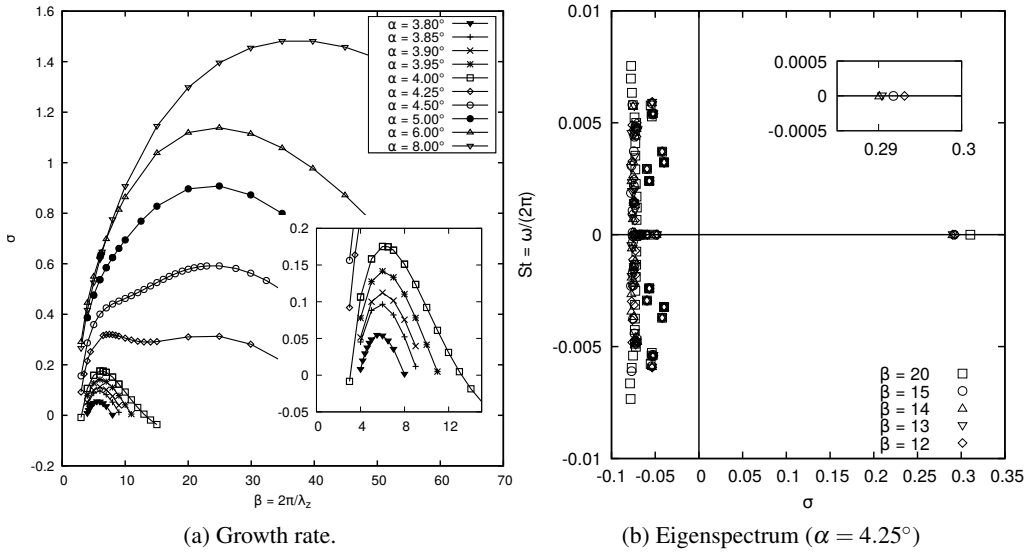 1.6
1.4
1.2
1
0.8
0.6
0.4
0.2
0
-0.2
σ
0 10 20 30 40 50 60 70
β = 2π/λz
α = 3.80°
α = 3.85°
α = 3.90°
α = 3.95°
α = 4.00°
α = 4.25°
α = 4.50°
α = 5.00°
α = 6.00°
α = 8.00°
0.2
0.15
0.1
0.05
0
-0.05
4 8 12
(a) Growth rate.
0.01
0.005
0
-0.005
-0.01
St = ω/(2π)
-0.1 -0.05 0 0.05 0.1 0.15 0.2 0.25 0.3 0.35
σ
0.0005
0
-0.0005
0.29 0.3
β = 20
β = 15
β = 14
β = 13
β = 12
(b) Eigenspectrum (α = 4.25°)